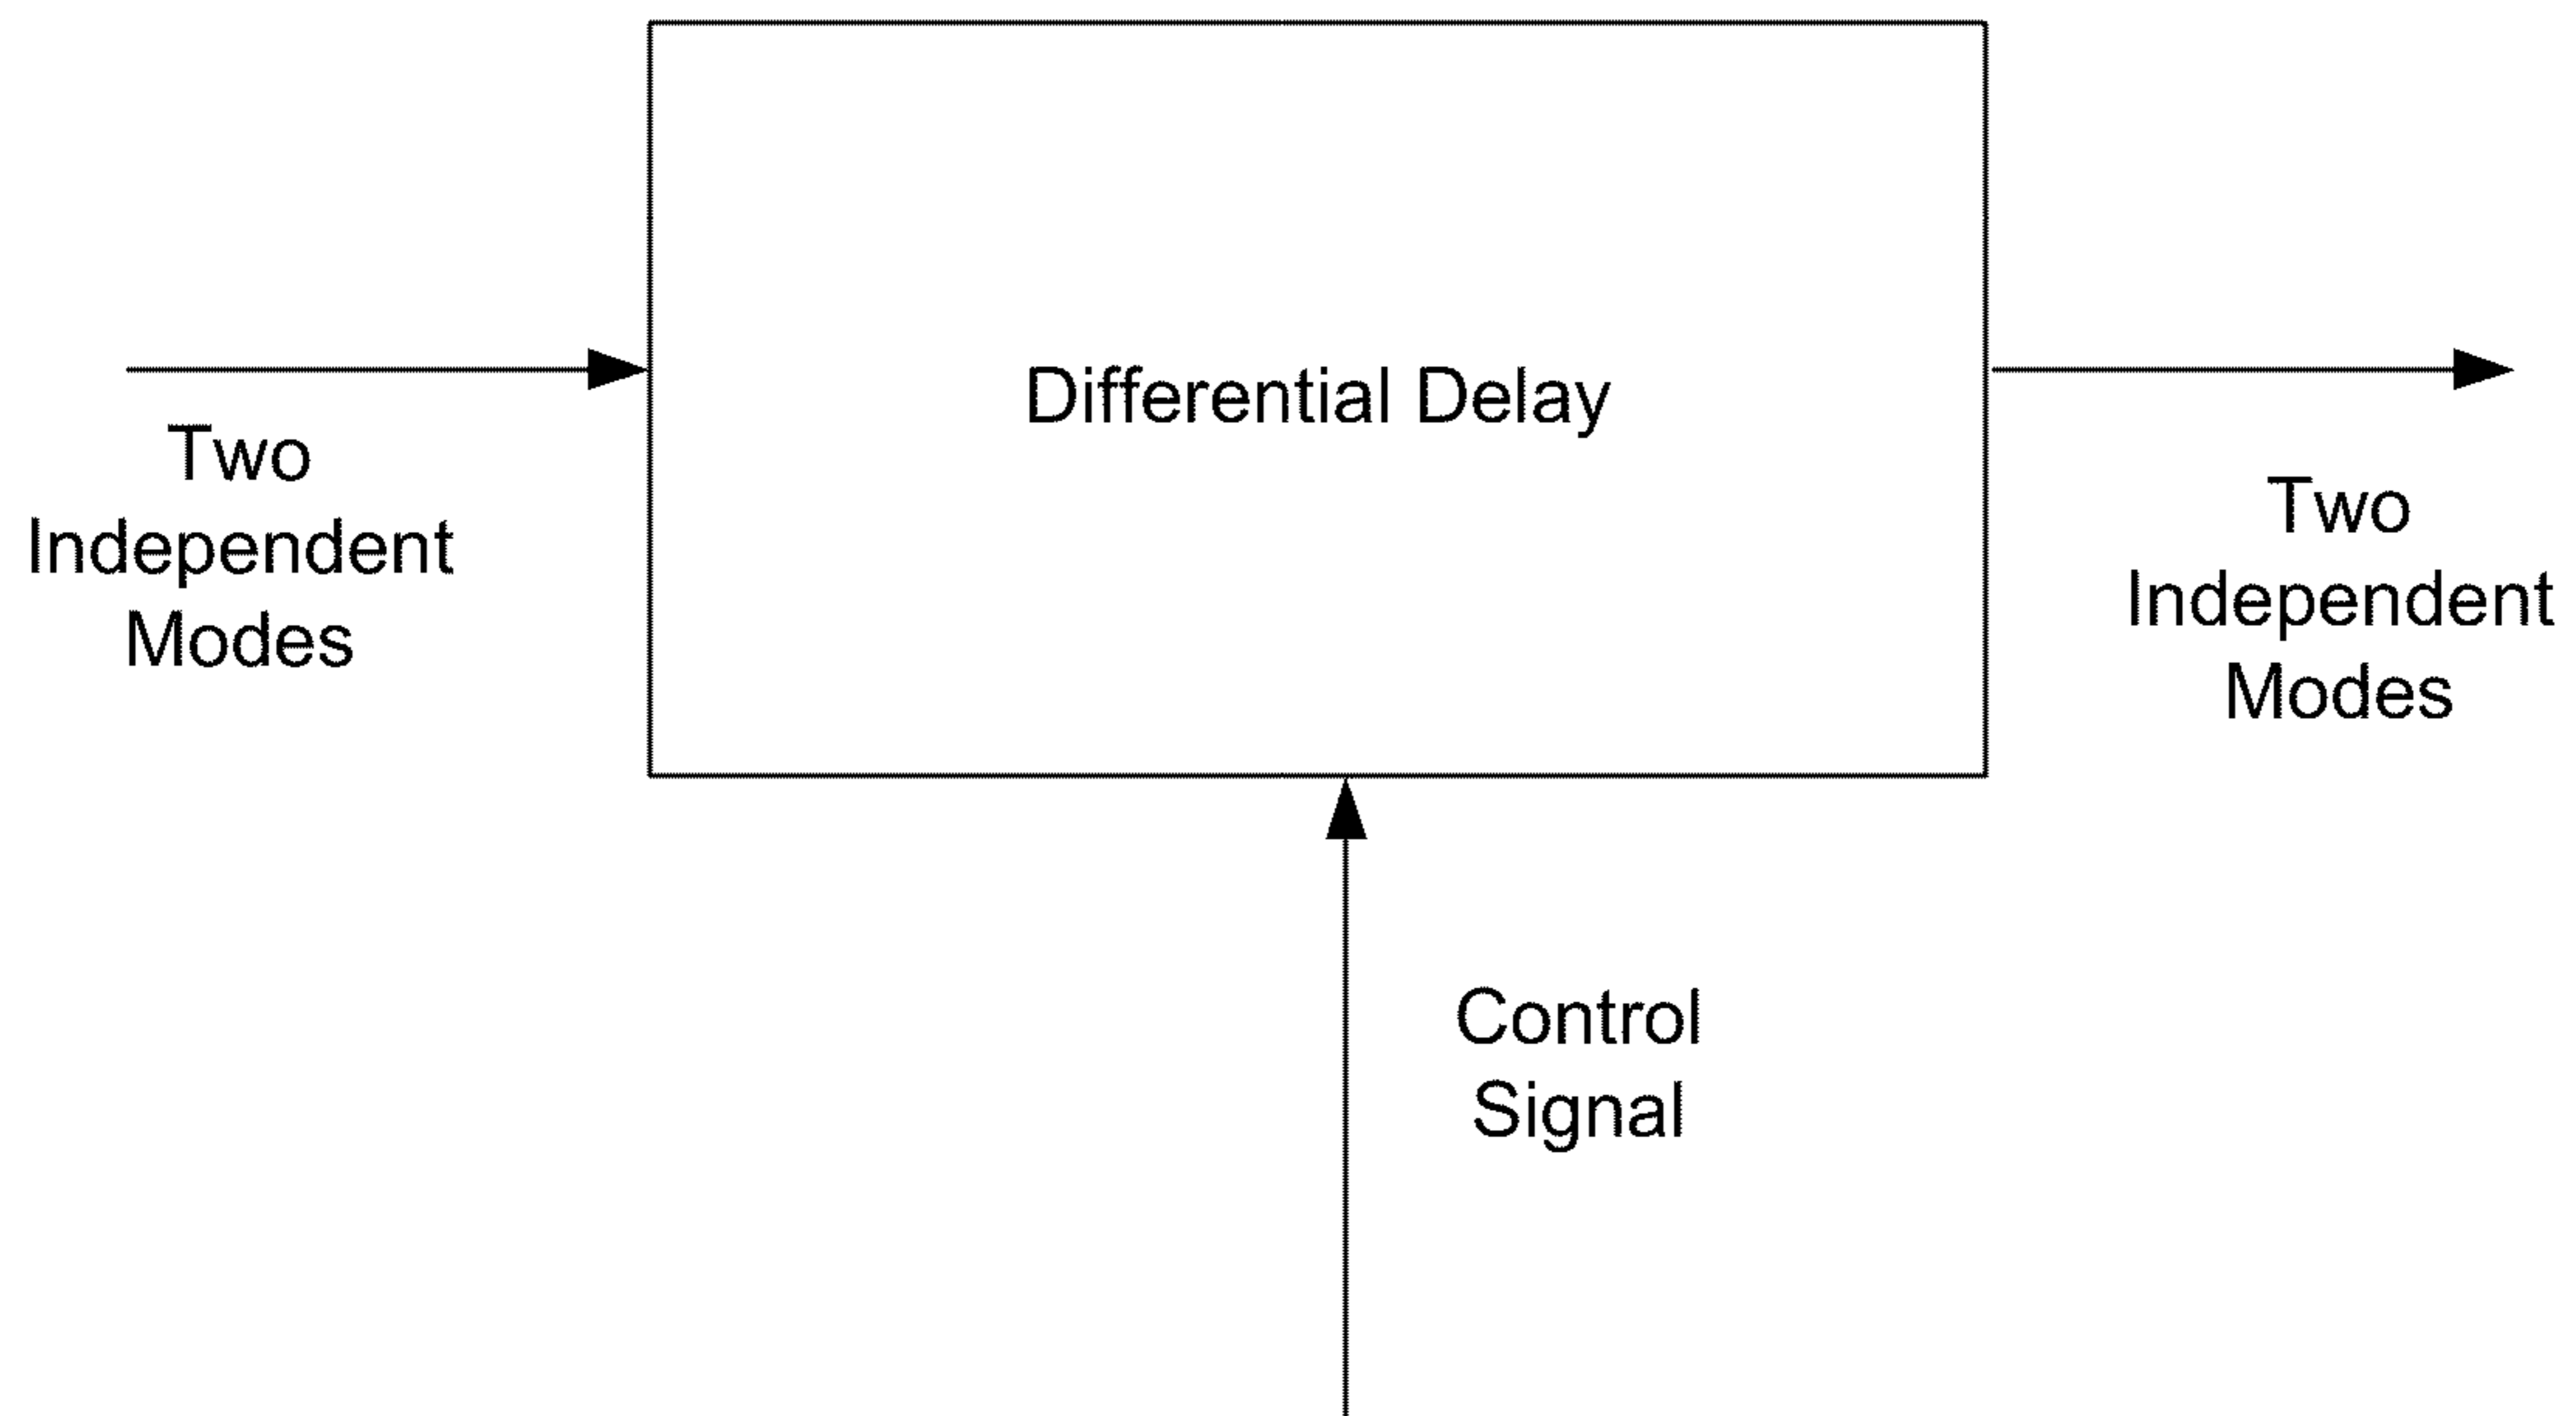 Differential Delay
Two
Independent
Modes
Two
Independent
Modes
Control
Signal